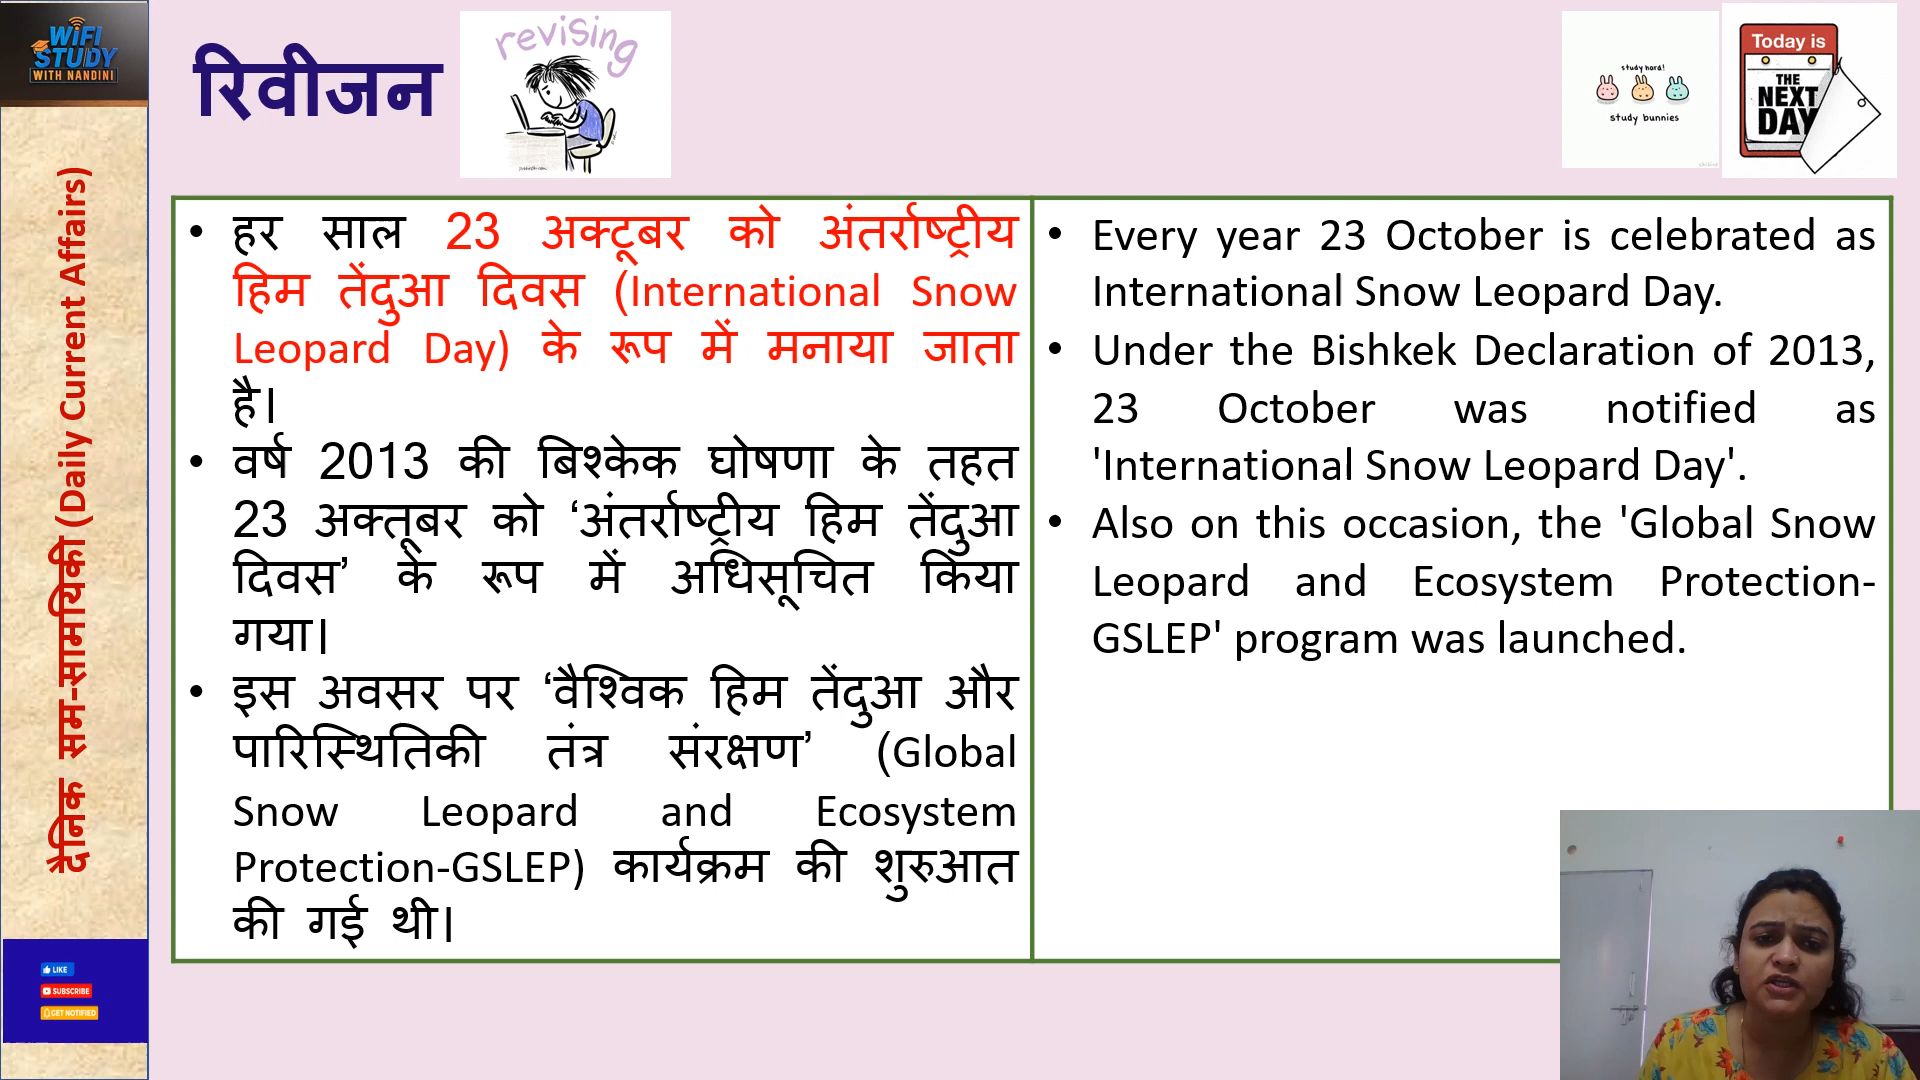 WiFi
STUDY
WITH NANDINI
दैनिक सम-सामयिकी (Daily Current Affairs)
LIKE
SUBSCRIBE
GET NOTIFIED
रिवीजन
revising
study hard!
study bunnies
Today is
THE
NEXT
DAY
• हर साल 23 अक्टूबर को अंतर्राष्ट्रीय
हिम तेंदुआ दिवस (International Snow
Leopard Day) के रूप में मनाया जाता
है।
• वर्ष 2013 की बिश्केक घोषणा के तहत
23 अक्तूबर को ‘अंतर्राष्ट्रीय हिम तेंदुआ
दिवस’ के रूप में अधिसूचित किया
गया।
• इस अवसर पर ‘वैश्विक हिम तेंदुआ और
पारिस्थितिकी तंत्र संरक्षण’ (Global
Snow Leopard and Ecosystem
Protection-GSLEP) कार्यक्रम की शुरुआत
की गई थी।
• Every year 23 October is celebrated as
International Snow Leopard Day.
• Under the Bishkek Declaration of 2013,
23 October was notified as
'International Snow Leopard Day'.
• Also on this occasion, the 'Global Snow
Leopard and Ecosystem Protection-
GSLEP' program was launched.